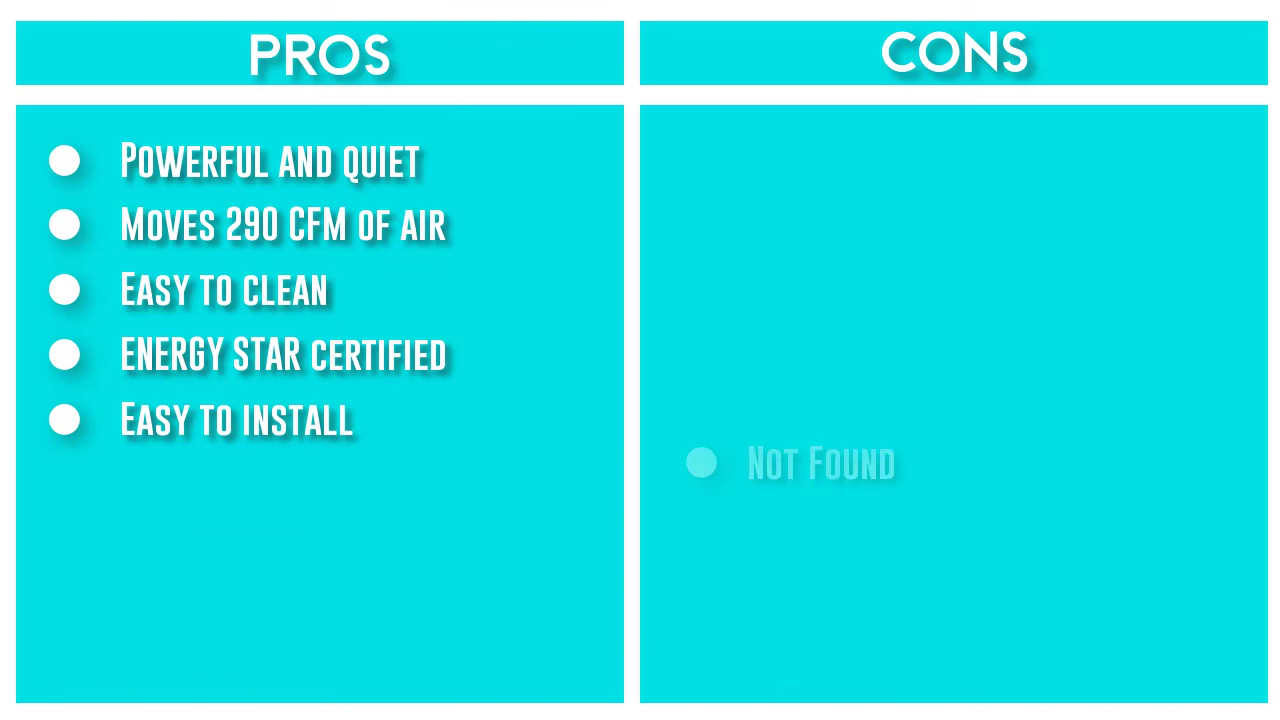 PROS
CONS
Powerful and quiet
Moves 290 CFM of air
Easy to clean
ENERGY STAR certified
Easy to install
Not Found